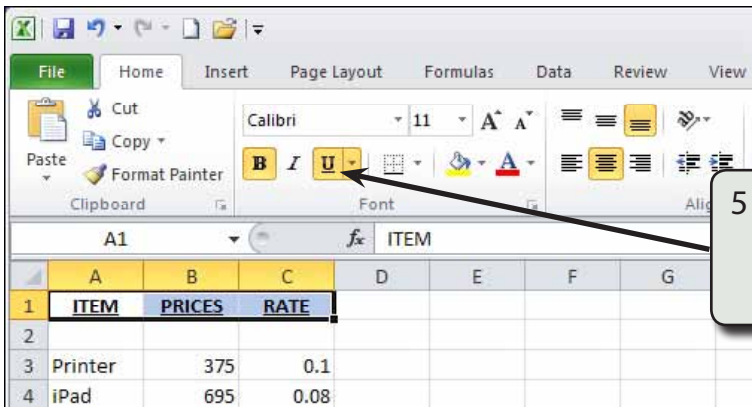 File Home Insert Page Layout Formulas Data Review View
Cut
Copy
Format Painter
Paste
Calibri 11 A A
B I U A
Clipboard Font
A1 fx ITEM
A B C D E F G
1 ITEM PRICES RATE
2
3 Printer 375 0.1
4 iPad 695 0.08
5